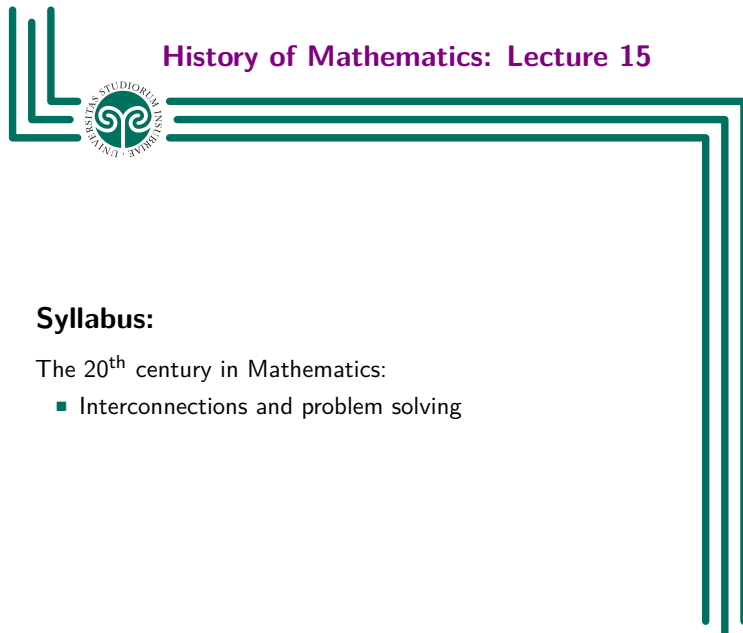 History of Mathematics: Lecture 15
UNIVERSITAS STUDIORUM INSUBRIAE
Syllabus:
The 20th century in Mathematics:
Interconnections and problem solving